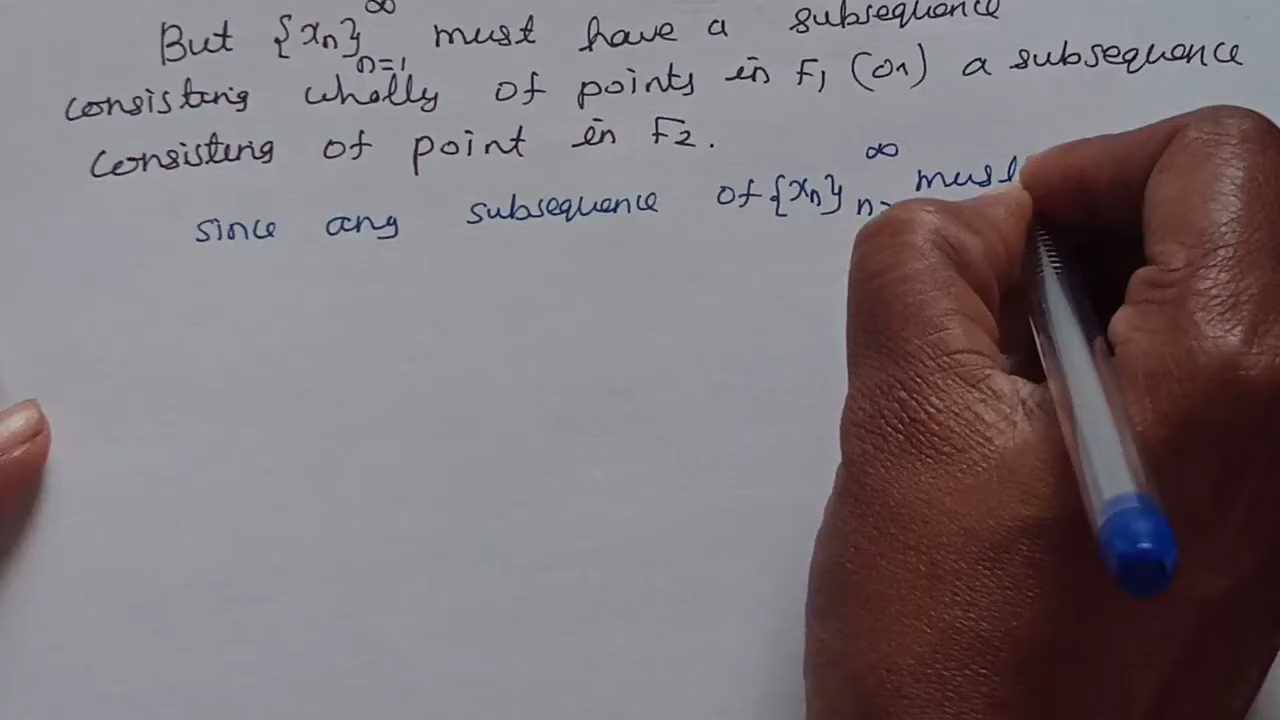 But {xn}∞n=1 must have a subsequence
consisting wholly of points in F1 (or) a subsequence
consisting of point in F2.
since any subsequence of {xn}∞n= must